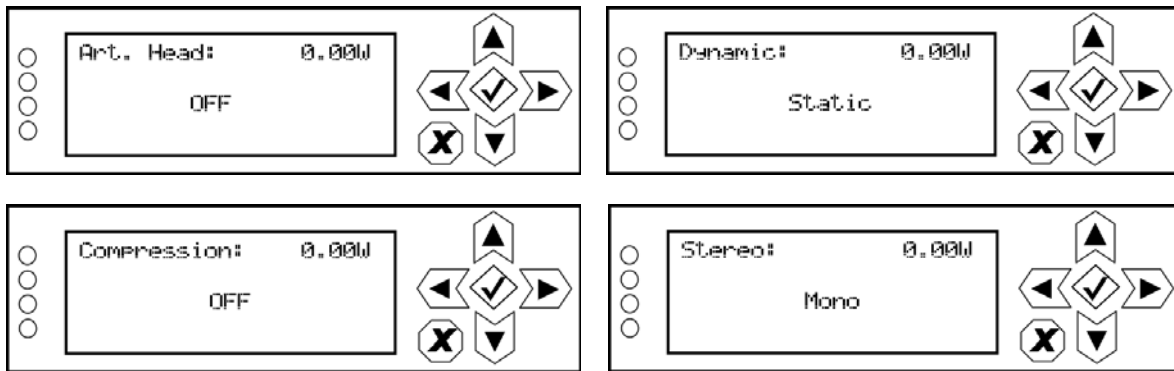 Art. Head: 0.00W
OFF
Dynamic: 0.00W
Static
Compression: 0.00W
OFF
Stereo: 0.00W
Mono